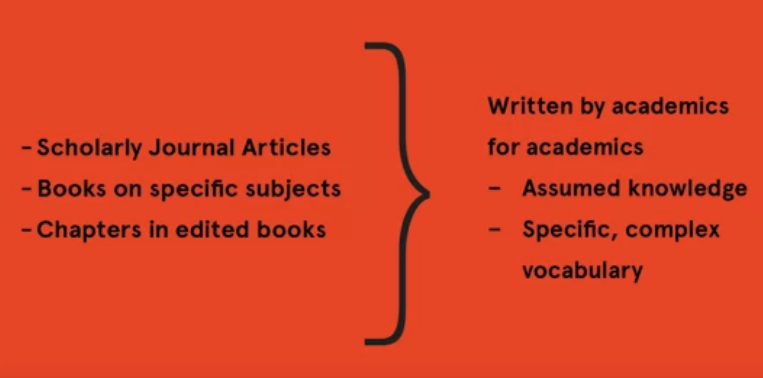 - Scholarly Journal Articles
- Books on specific subjects
- Chapters in edited books
Written by academics
for academics
- Assumed knowledge
- Specific, complex
vocabulary